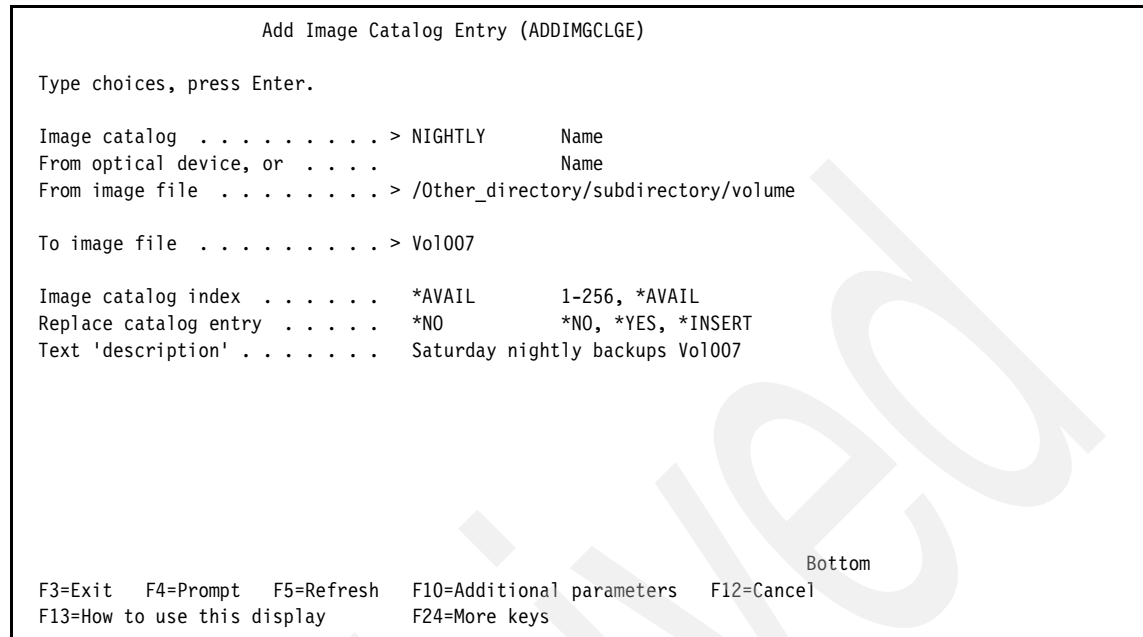 Add Image Catalog Entry (ADDIMGCLGE)
Type choices, press Enter.
Image catalog . . . . . . . . . > NIGHTLY Name
From optical device, or . . . . Name
From image file . . . . . . . . > /Other_directory/subdirectory/volume
To image file . . . . . . . . . > Vol007
Image catalog index . . . . . . *AVAIL 1-256, *AVAIL
Replace catalog entry . . . . . *NO *NO, *YES, *INSERT
Text 'description' . . . . . . . Saturday nightly backups Vol007
Bottom
F3=Exit F4=Prompt F5=Refresh F10=Additional parameters F12=Cancel
F13=How to use this display F24=More keys